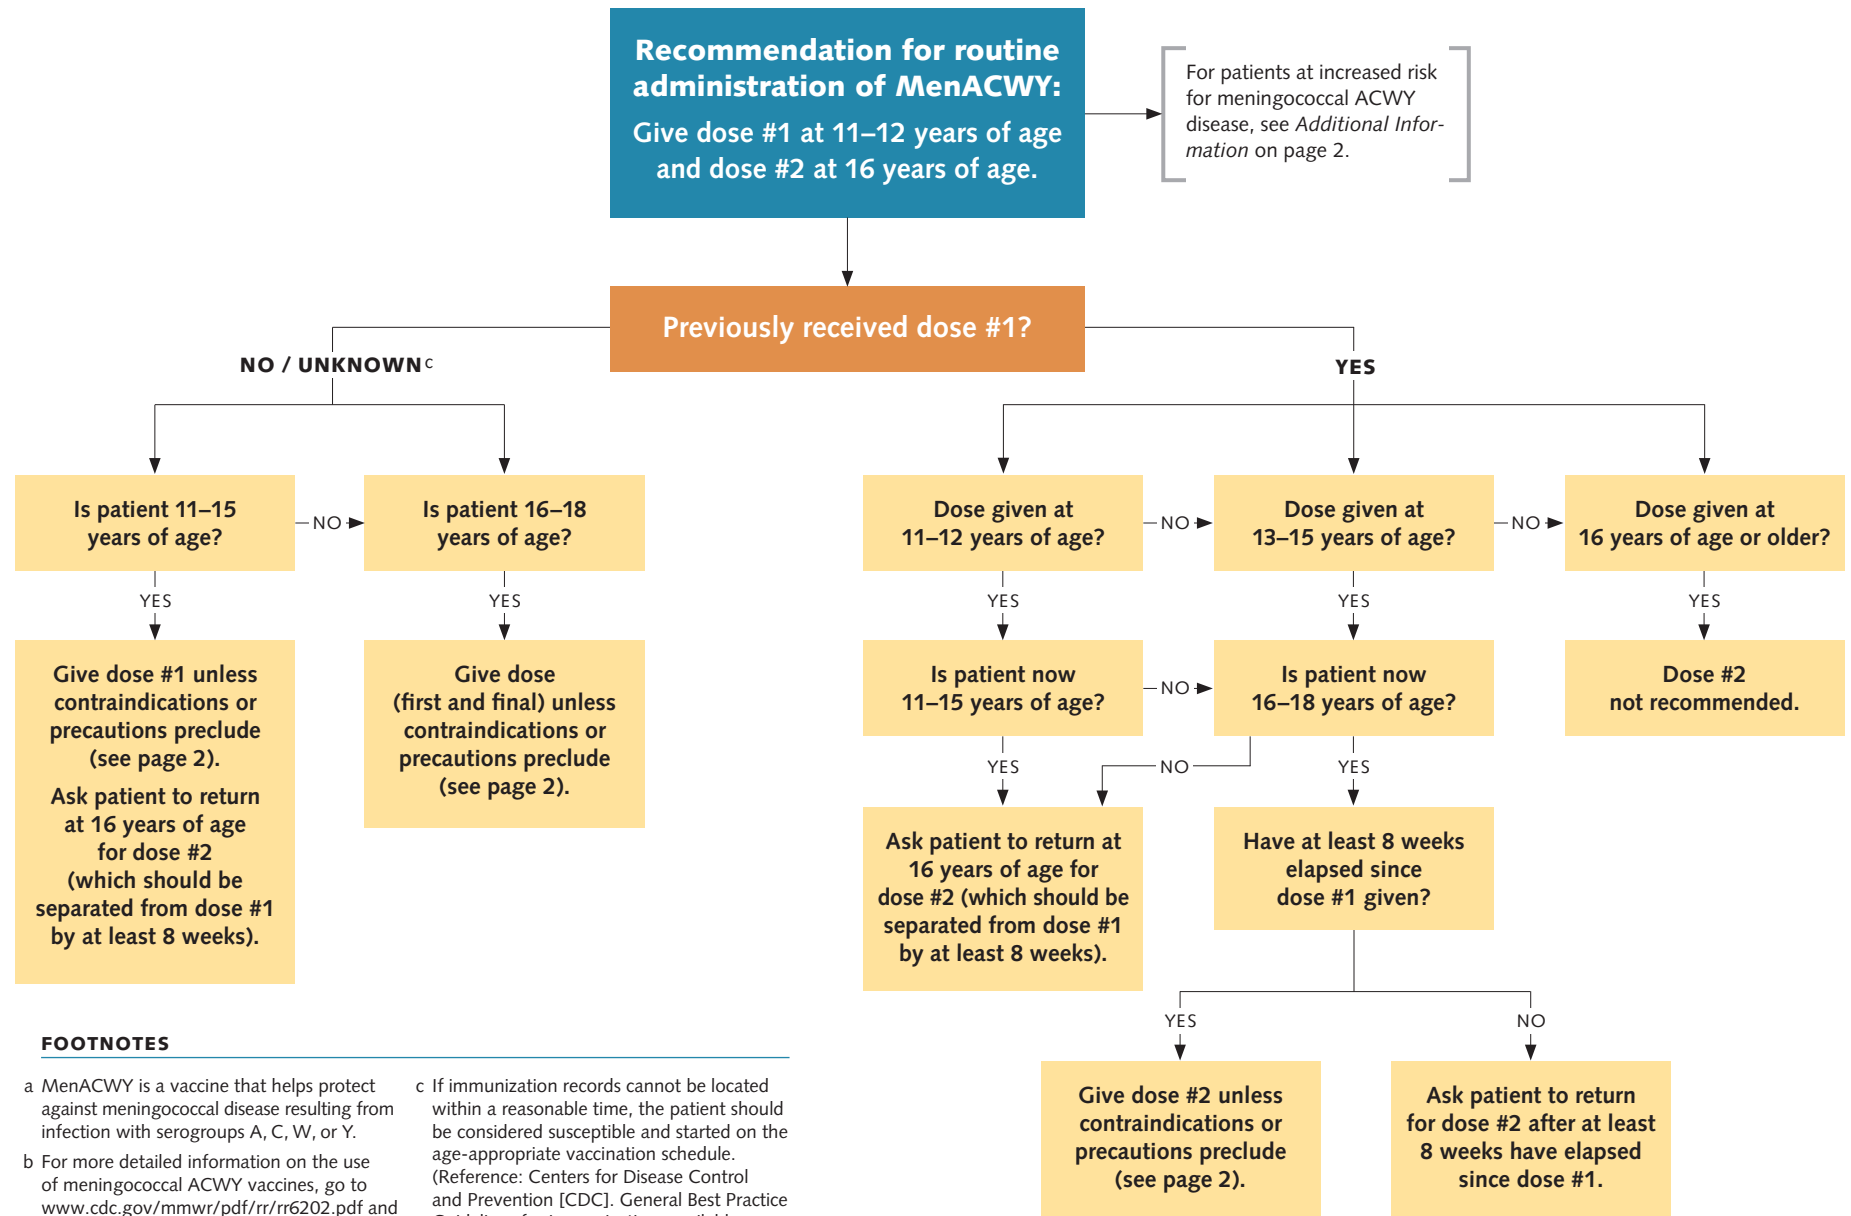 Recommendation for routine
administration of MenACWY:
Give dose #1 at 11–12 years of age
and dose #2 at 16 years of age.
For patients at increased risk
for meningococcal ACWY
disease, see Additional Infor-
mation on page 2.
Previously received dose #1?
NO / UNKNOWN c
YES
Is patient 11–15
years of age?
NO
Is patient 16–18
years of age?
Dose given at
11–12 years of age?
NO
Dose given at
13–15 years of age?
NO
Dose given at
16 years of age or older?
YES
YES
YES
YES
YES
Give dose #1 unless
contraindications or
precautions preclude
(see page 2).
Ask patient to return
at 16 years of age
for dose #2
(which should be
separated from dose #1
by at least 8 weeks).
Give dose
(first and final) unless
contraindications or
precautions preclude
(see page 2).
Is patient now
11–15 years of age?
NO
Is patient now
16–18 years of age?
Dose #2
not recommended.
YES
NO
YES
Ask patient to return at
16 years of age for
dose #2 (which should be
separated from dose #1
by at least 8 weeks).
Have at least 8 weeks
elapsed since
dose #1 given?
YES
NO
Give dose #2 unless
contraindications or
precautions preclude
(see page 2).
Ask patient to return
for dose #2 after at least
8 weeks have elapsed
since dose #1.
FOOTNOTES
a MenACWY is a vaccine that helps protect
against meningococcal disease resulting from
infection with serogroups A, C, W, or Y.
b For more detailed information on the use
of meningococcal ACWY vaccines, go to
www.cdc.gov/mmwr/pdf/rr/rr6202.pdf and
c If immunization records cannot be located
within a reasonable time, the patient should
be considered susceptible and started on the
age-appropriate vaccination schedule.
(Reference: Centers for Disease Control
and Prevention [CDC]. General Best Practice